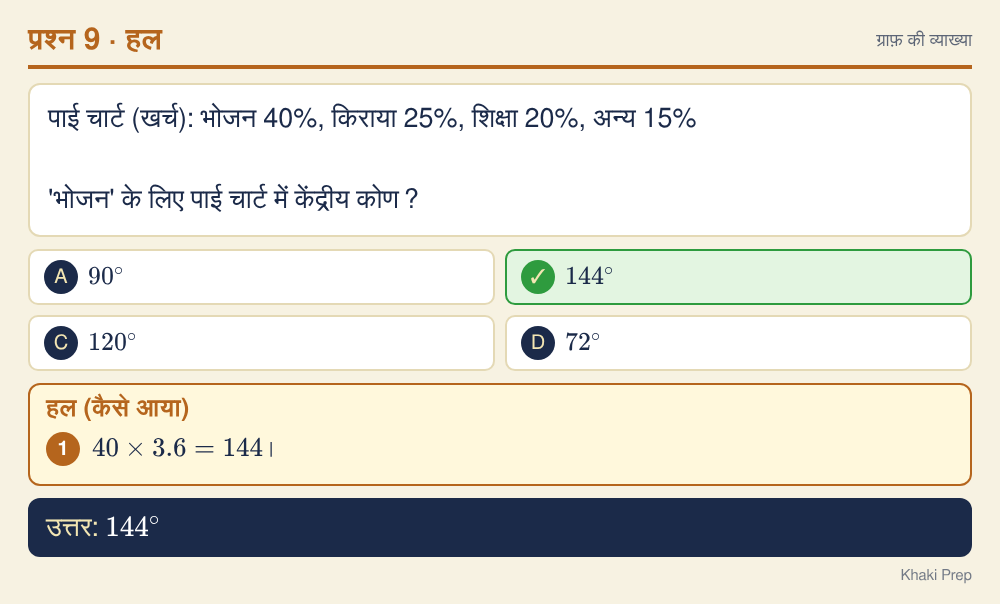 प्रश्न 9 · हल
ग्राफ़ की व्याख्या
पाई चार्ट (खर्च): भोजन 40%, किराया 25%, शिक्षा 20%, अन्य 15%
'भोजन' के लिए पाई चार्ट में केंद्रीय कोण ?
A 90°
✓ 144°
C 120°
D 72°
हल (कैसे आया)
1 40 × 3.6 = 144।
उत्तर: 144°
Khaki Prep